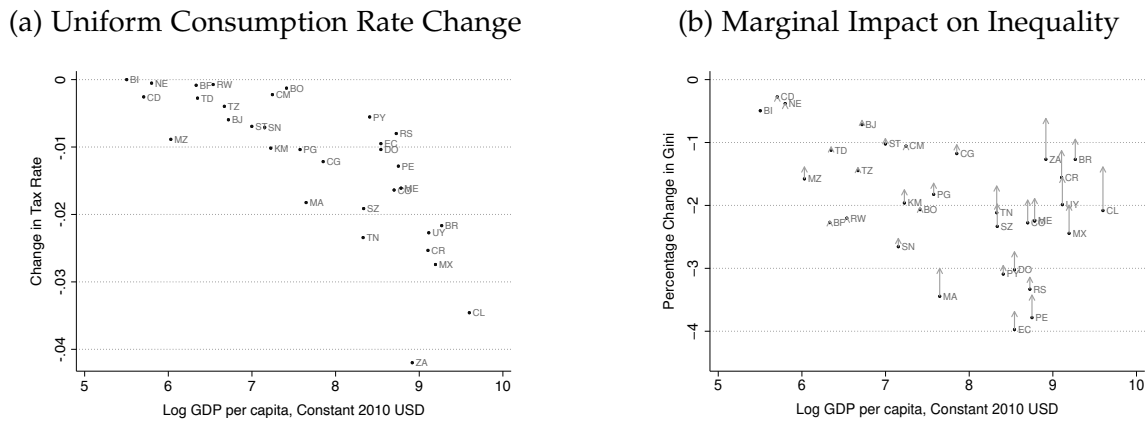 (a) Uniform Consumption Rate Change
0
-.01
-.02
-.03
-.04
Change in Tax Rate
BI
NE
BF
RW
BO
CD
TD
CM
TZ
BJ
ST
SN
PY
RS
MZ
KM
PG
EC
DO
CG
PE
CO
ME
MA
SZ
TN
BR
UY
CR
MX
CL
ZA
5 6 7 8 9 10
Log GDP per capita, Constant 2010 USD
(b) Marginal Impact on Inequality
0
-1
-2
-3
-4
Percentage Change in Gini
CD
NE
BI
BJ
ST
CM
TD
CG
ZA
BR
TZ
MZ
CR
PG
KM
UY
BO
TN
CL
BF
RW
SZ
CO
ME
MX
SN
DO
PY
RS
MA
PE
EC
5 6 7 8 9 10
Log GDP per capita, Constant 2010 USD